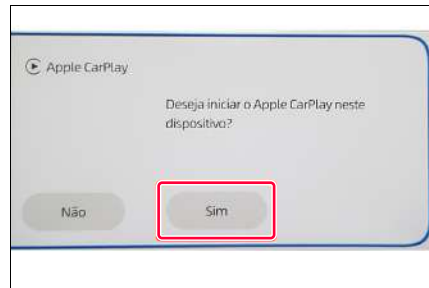 Apple CarPlay
Deseja iniciar o Apple CarPlay neste
dispositivo?
Não
Sim